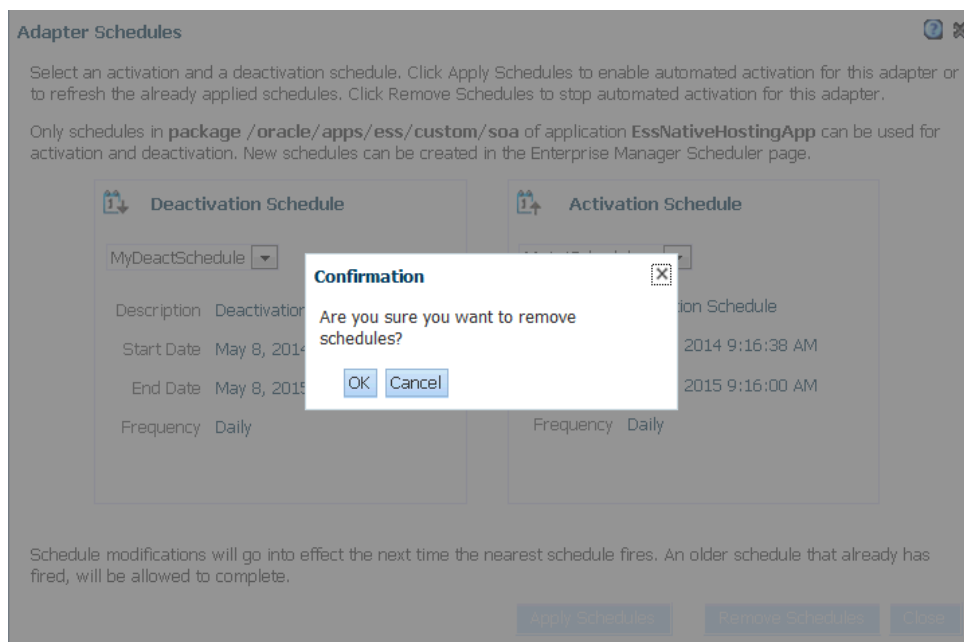 Adapter Schedules
Select an activation and a deactivation schedule. Click Apply Schedules to enable automated activation for this adapter or
to refresh the already applied schedules. Click Remove Schedules to stop automated activation for this adapter.
Only schedules in package /oracle/apps/ess/custom/soa of application EssNativeHostingApp can be used for
activation and deactivation. New schedules can be created in the Enterprise Manager Scheduler page.
Deactivation Schedule
MyDeactSchedule
Description Deactivation
Start Date May 8, 2014
End Date May 8, 2015
Frequency Daily
Activation Schedule
Schedule
2014 9:16:38 AM
2015 9:16:00 AM
Frequency Daily
Confirmation
Are you sure you want to remove
schedules?
OK Cancel
Schedule modifications will go into effect the next time the nearest schedule fires. An older schedule that already has
fired, will be allowed to complete.
Apply Schedules Remove Schedules Close